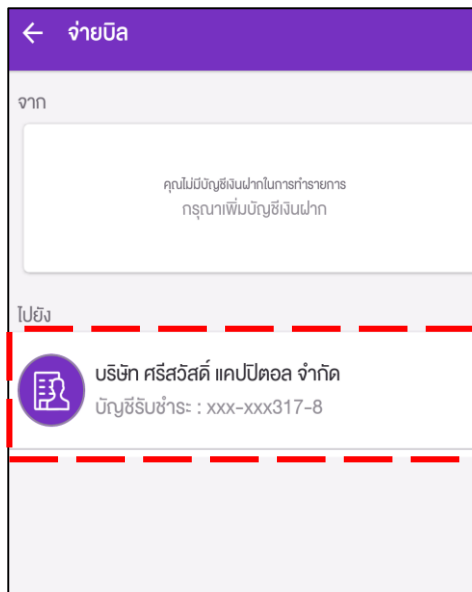 จ่ายบิล
จาก
คุณไม่มีบัญชีเงินฝากในการทำรายการ
กรุณาเพิ่มบัญชีเงินฝาก
ไปยัง
บริษัท ศรีสวัสดิ์ แคปปิตอล จำกัด
บัญชีรับชำระ : xxx-xxx317-8